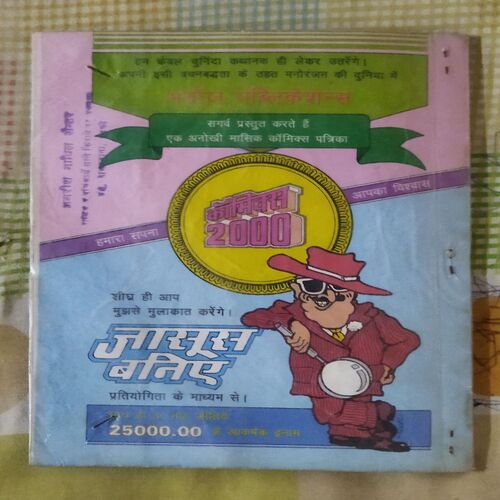 हम केवल चुनिंदा कथानक ही लेकर उतरेंगे।
अपनी इसी वचनबद्धता के तहत मनोरंजन की दुनिया में
पब्लिकेशन्स
सगर्व प्रस्तुत करते हैं
एक अनोखी मासिक कॉमिक्स पत्रिका
कॉमिक्स
2000
हमारा सपना
आपका विश्वास
शीघ्र ही आप
मुझसे मुलाकात करेंगे।
जासूस
बनिए
प्रतियोगिता के माध्यम से।
25000.00 के आकर्षक इनाम